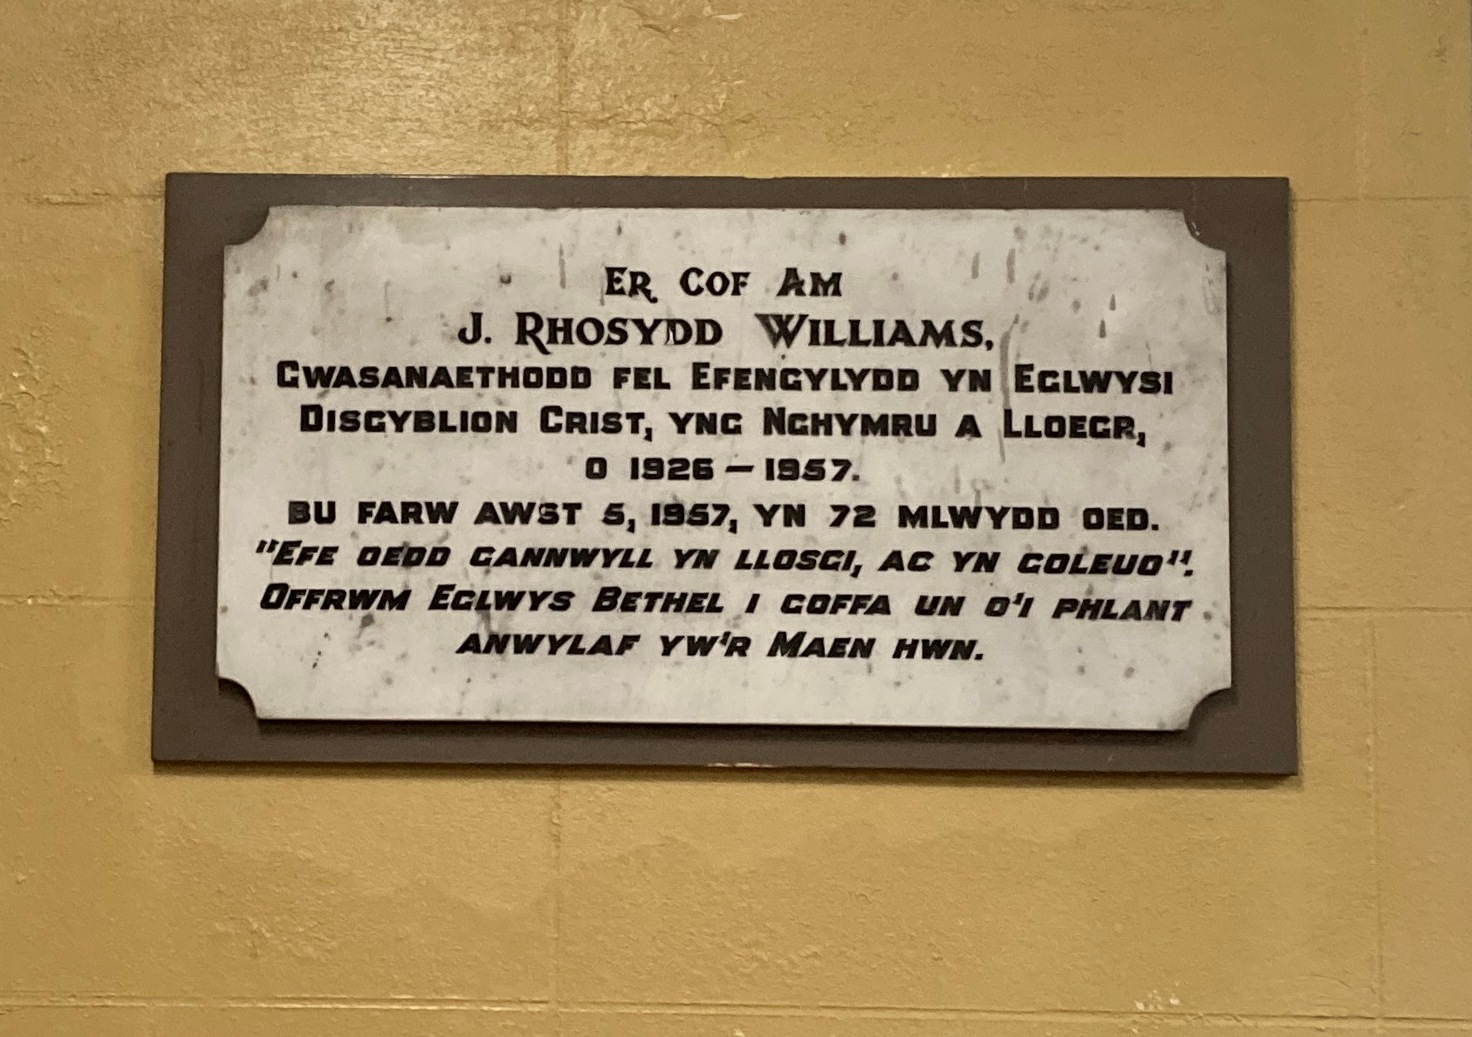 Er Cof Am
J. Rhosydd Williams,
Gwasanaethodd fel Efengylydd yn Eglwysi
Disgyblion Crist, yng Nghymru a Lloegr,
o 1926 – 1957.
Bu farw Awst 5, 1957, yn 72 mlwydd oed.
"Efe oedd gannwyll yn llosgi, ac yn goleuo".
Offrwm Eglwys Bethel i goffa un o'i phlant
anwylaf yw'r Maen hwn.